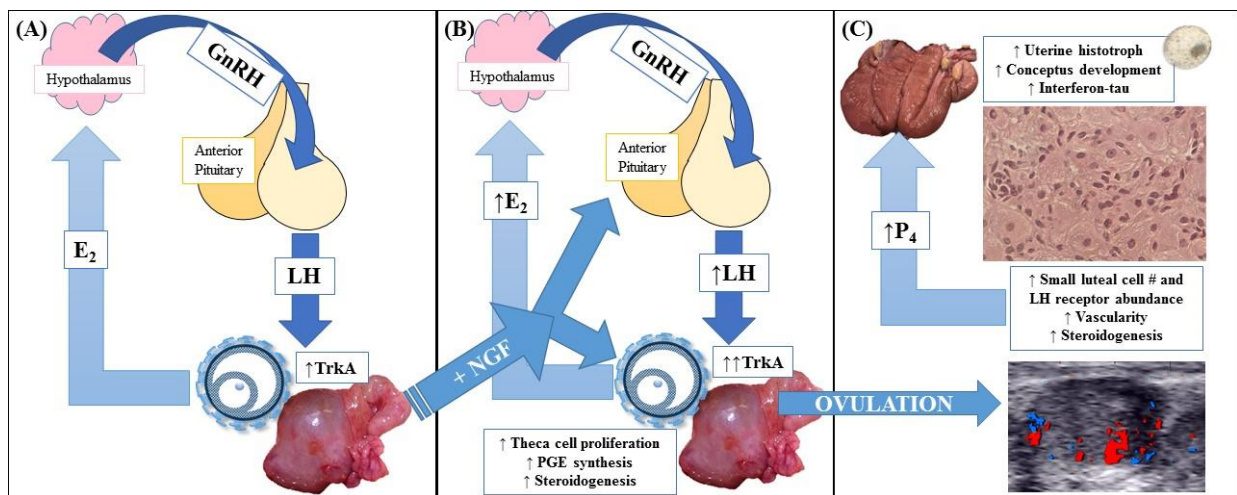 (A)
Hypothalamus
GnRH
Anterior
Pituitary
E₂
LH
↑TrkA
(B)
Hypothalamus
GnRH
Anterior
Pituitary
↑E₂
↑LH
+ NGF
↑↑TrkA
↑ Theca cell proliferation
↑ PGE synthesis
↑ Steroidogenesis
OVULATION
(C)
↑ Uterine histotroph
↑ Conceptus development
↑ Interferon-tau
↑P₄
↑ Small luteal cell # and
LH receptor abundance
↑ Vascularity
↑ Steroidogenesis